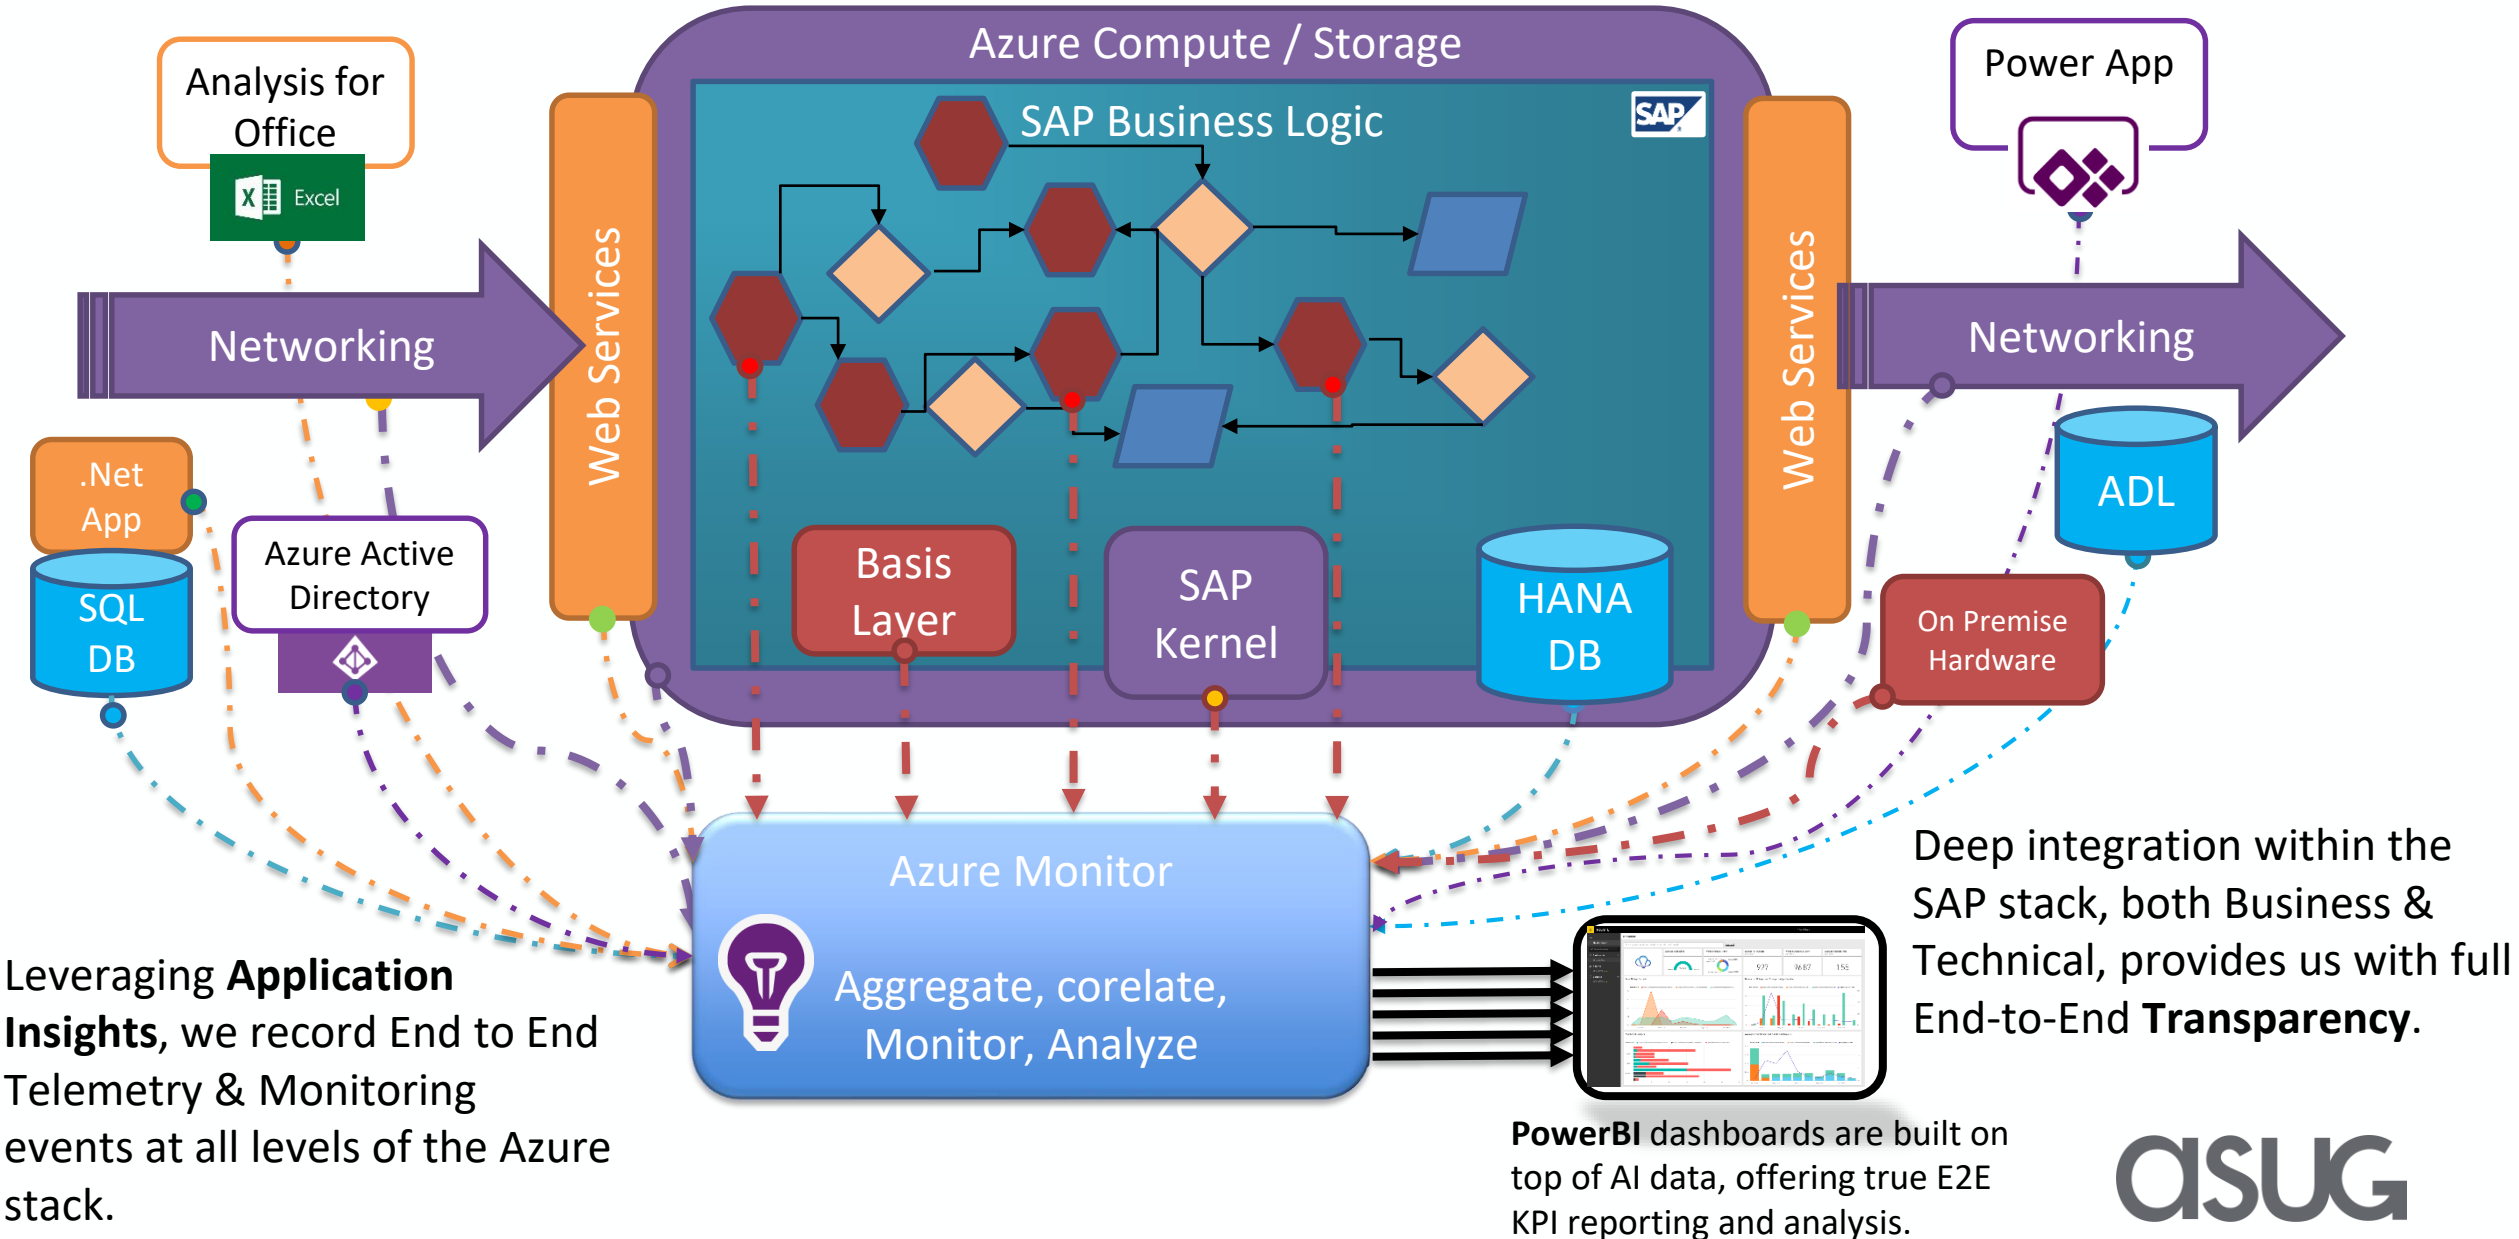 Azure Compute / Storage
Analysis for
Office
Excel
Power App
SAP Business Logic
SAP
®
Networking
Web Services
Web Services
Networking
.Net
App
SQL
DB
Azure Active
Directory
Basis
Layer
SAP
Kernel
HANA
DB
ADL
On Premise
Hardware
Azure Monitor
Aggregate, corelate,
Monitor, Analyze
Leveraging Application
Insights, we record End to End
Telemetry & Monitoring
events at all levels of the Azure
stack.
Deep integration within the
SAP stack, both Business &
Technical, provides us with full
End-to-End Transparency.
977
9687
155
PowerBI dashboards are built on
top of AI data, offering true E2E
KPI reporting and analysis.
asug